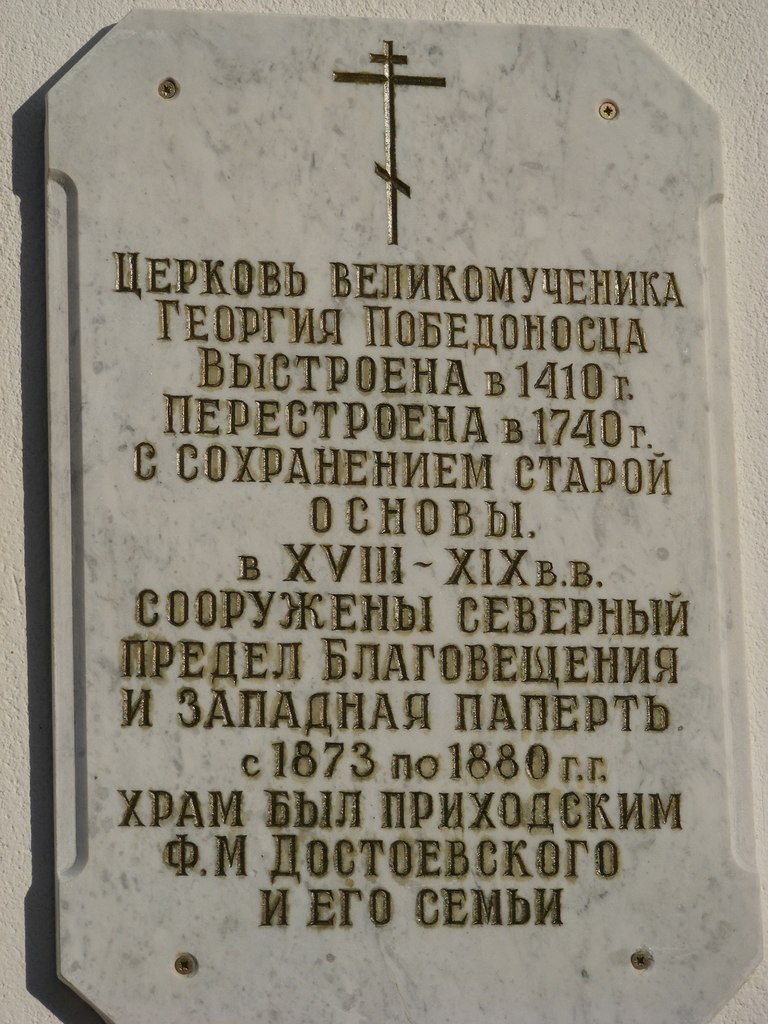 ЦЕРКОВЬ ВЕЛИКОМУЧЕНИКА
ГЕОРГИЯ ПОБЕДОНОСЦА
ВЫСТРОЕНА в 1410 г.
ПЕРЕСТРОЕНА в 1740 г.
С СОХРАНЕНИЕМ СТАРОЙ
ОСНОВЫ.
в XVIII ~ XIX в.в.
СООРУЖЕНЫ СЕВЕРНЫЙ
ПРЕДЕЛ БЛАГОВЕЩЕНИЯ
И ЗАПАДНАЯ ПАПЕРТЬ
с 1873 по 1880 г.г.
ХРАМ БЫЛ ПРИХОДСКИМ
Ф.М ДОСТОЕВСКОГО
И ЕГО СЕМЬИ